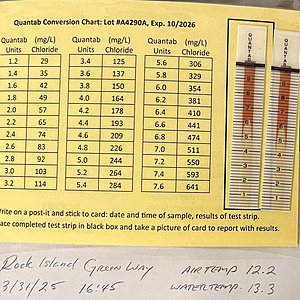 Quantab Conversion Chart: Lot #A4290A, Exp. 10/2026
Quantab Units (mg/L) Chloride Quantab Units (mg/L) Chloride Quantab Units (mg/L) Chloride
1.2 29 3.4 125 5.6 306
1.4 35 3.6 137 5.8 329
1.6 42 3.8 150 6.0 354
1.8 49 4.0 164 6.2 381
2.0 57 4.2 178 6.4 410
2.2 65 4.4 193 6.6 441
2.4 74 4.6 209 6.8 474
2.6 83 4.8 226 7.0 511
2.8 92 5.0 244 7.2 550
3.0 103 5.2 264 7.4 593
3.2 114 5.4 284 7.6 641
QUANTAB QUANTAB
rite on a post-it and stick to card: date and time of sample, results of test strip.
ace completed test strip in black box and take a picture of card to report with results.
Rock Island Greenway AIR TEMP 12.2
3/31/25 16:45 WATER TEMP. 13.3